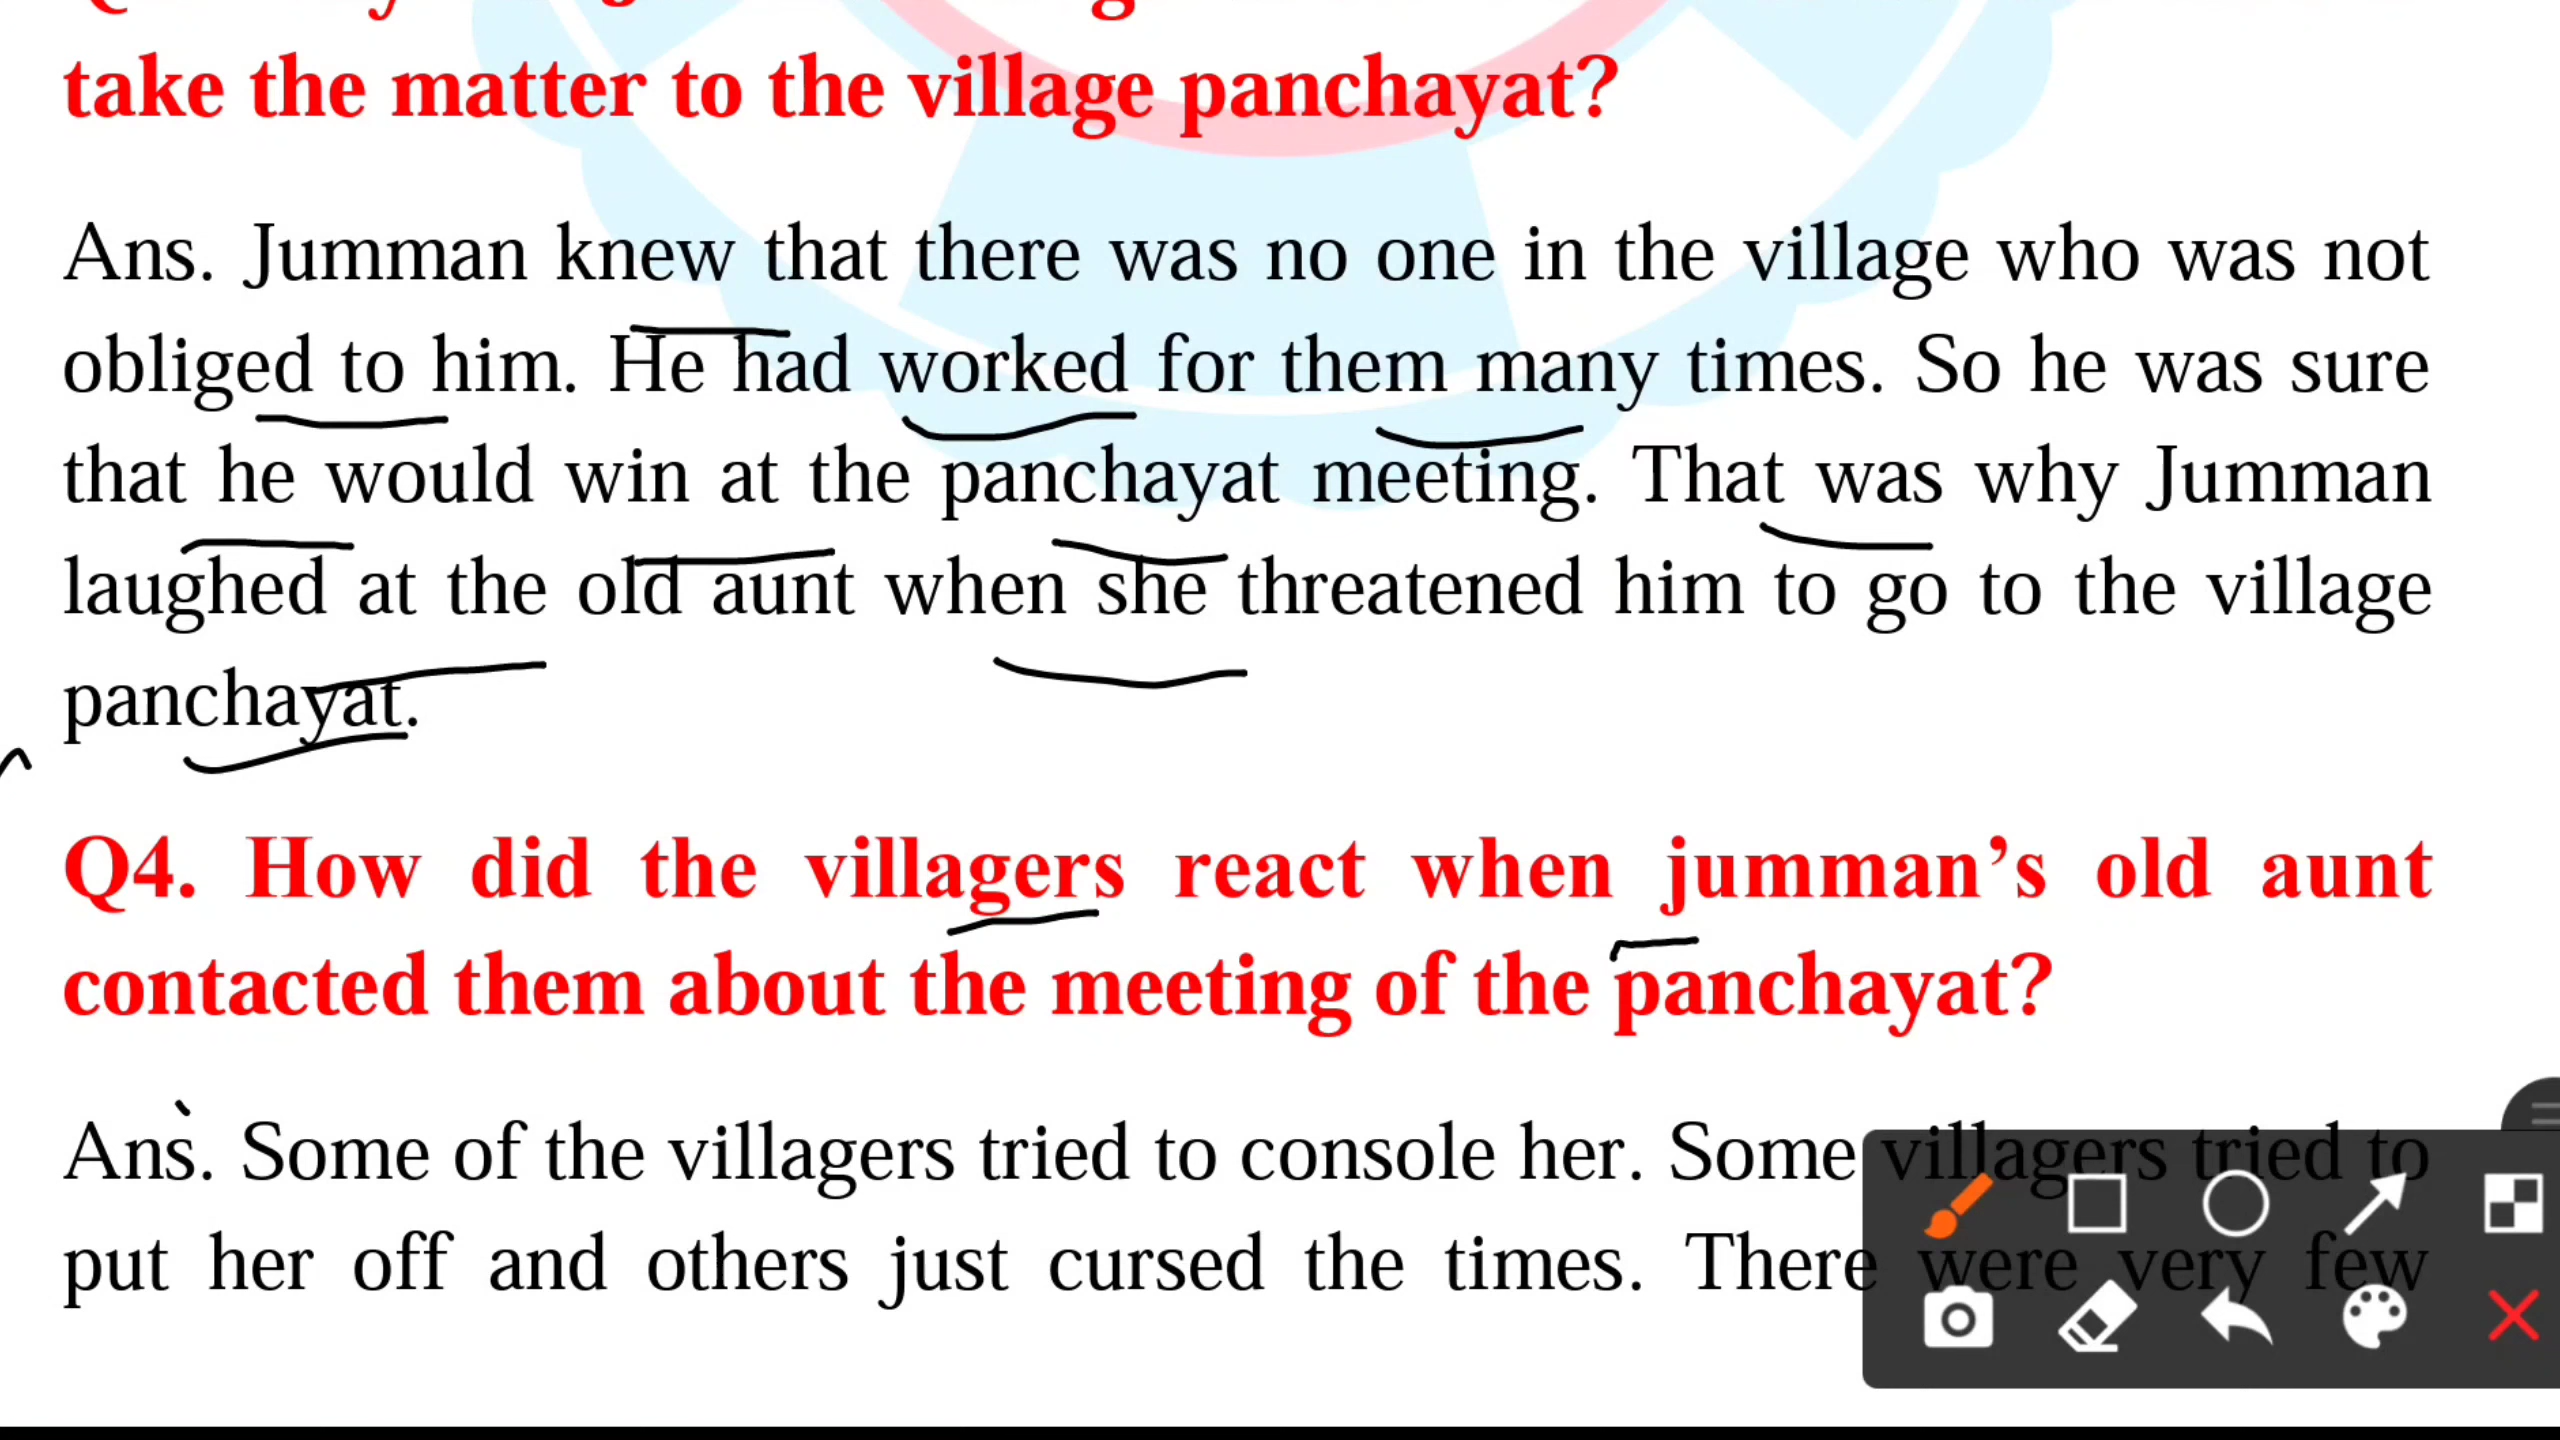 take the matter to the village panchayat?
Ans. Jumman knew that there was no one in the village who was not
obliged to him. He had worked for them many times. So he was sure
that he would win at the panchayat meeting. That was why Jumman
laughed at the old aunt when she threatened him to go to the village
panchayat.
Q4. How did the villagers react when jumman’s old aunt
contacted them about the meeting of the panchayat?
Ans. Some of the villagers tried to console her. Some villagers tried to
put her off and others just cursed the times. There were very few